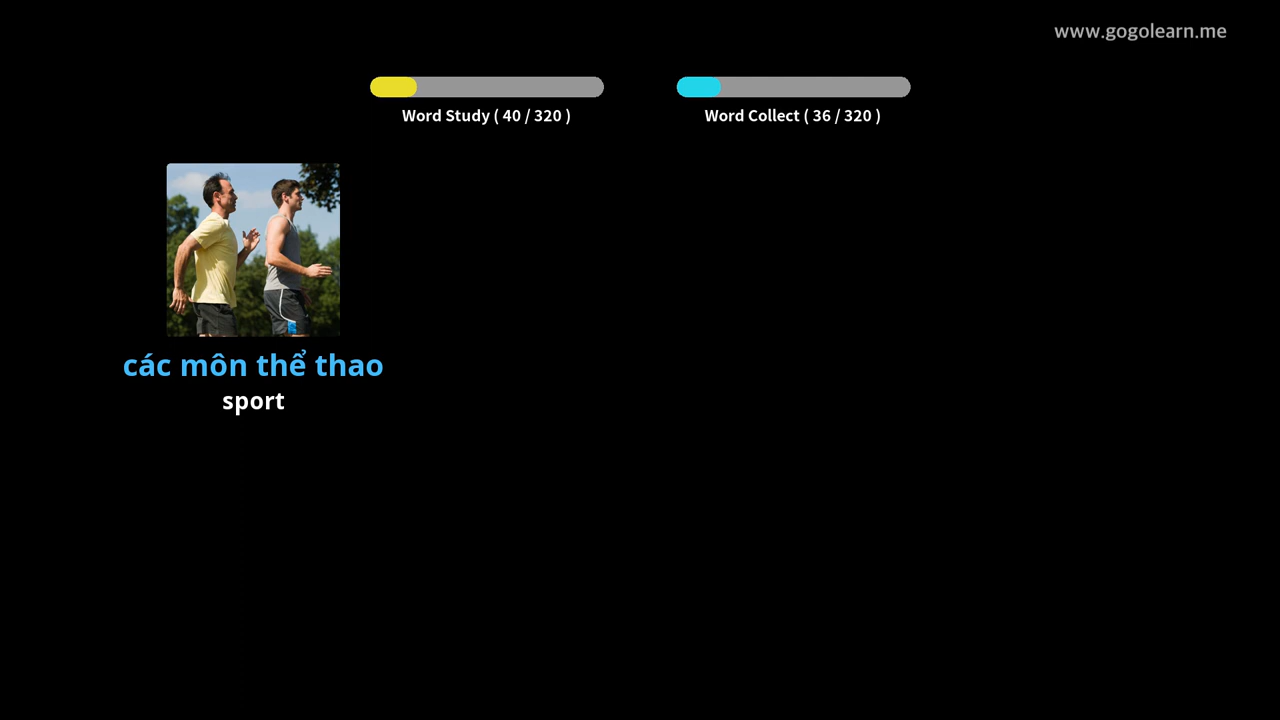 www.gogolearn.me
Word Study ( 40 / 320 )
Word Collect ( 36 / 320 )
các môn thể thao
sport